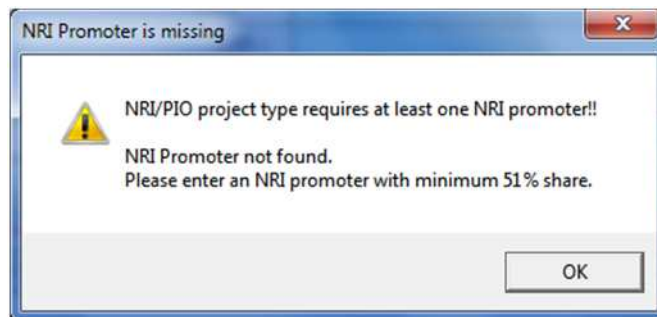 NRI Promoter is missing
NRI/PIO project type requires at least one NRI promoter!!
NRI Promoter not found.
Please enter an NRI promoter with minimum 51% share.
OK